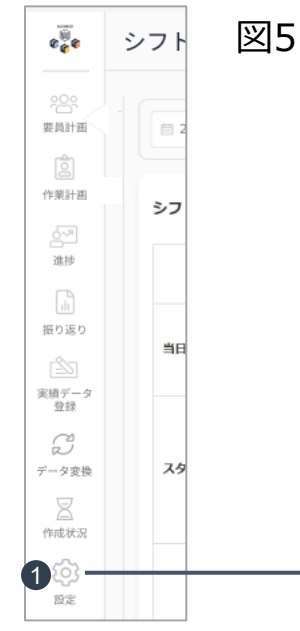 シフト
図5
要員計画
作業計画
シフ
進捗
振り返り
当日
実績データ
登録
データ変換
スタ
作成状況
1
設定